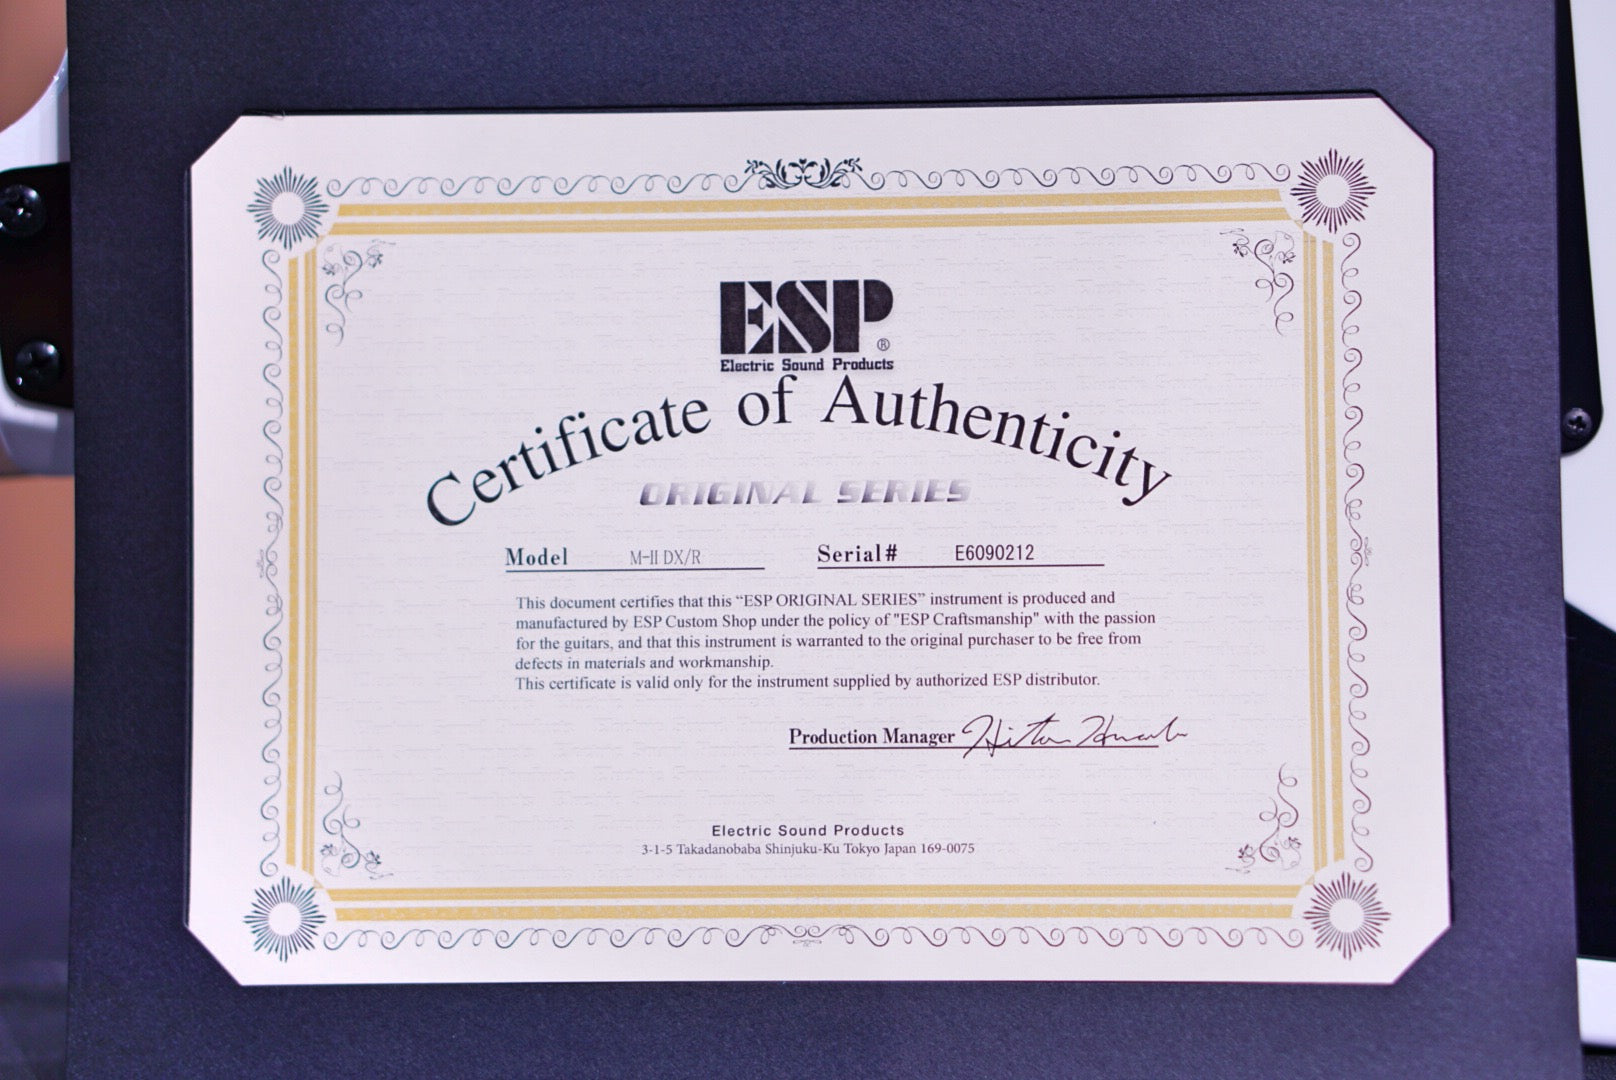 ESP®
Electric Sound Products
Certificate of Authenticity
ORIGINAL SERIES
Model M-II DX/R Serial# E6090212
This document certifies that this “ESP ORIGINAL SERIES” instrument is produced and
manufactured by ESP Custom Shop under the policy of "ESP Craftsmanship" with the passion
for the guitars, and that this instrument is warranted to the original purchaser to be free from
defects in materials and workmanship.
This certificate is valid only for the instrument supplied by authorized ESP distributor.
Production Manager
Electric Sound Products
3-1-5 Takadanobaba Shinjuku-Ku Tokyo Japan 169-0075